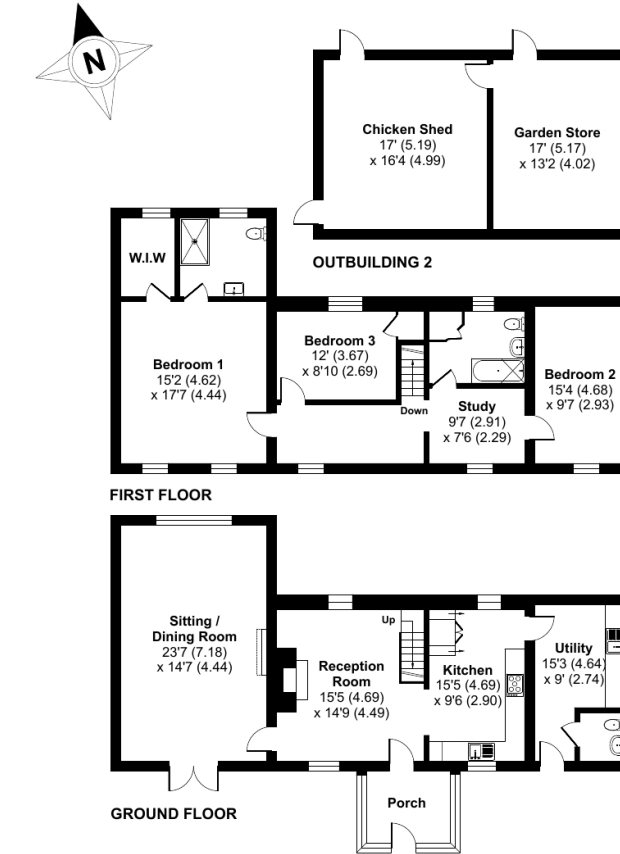 N
Chicken Shed
17' (5.19)
x 16'4 (4.99)
Garden Store
17' (5.17)
x 13'2 (4.02)
OUTBUILDING 2
W.I.W
Bedroom 1
15'2 (4.62)
x 17'7 (4.44)
Bedroom 3
12' (3.67)
x 8'10 (2.69)
Down
Study
9'7 (2.91)
x 7'6 (2.29)
Bedroom 2
15'4 (4.68)
x 9'7 (2.93)
FIRST FLOOR
Sitting /
Dining Room
23'7 (7.18)
x 14'7 (4.44)
Up
Reception
Room
15'5 (4.69)
x 14'9 (4.49)
Kitchen
15'5 (4.69)
x 9'6 (2.90)
Utility
15'3 (4.64)
x 9' (2.74)
Porch
GROUND FLOOR